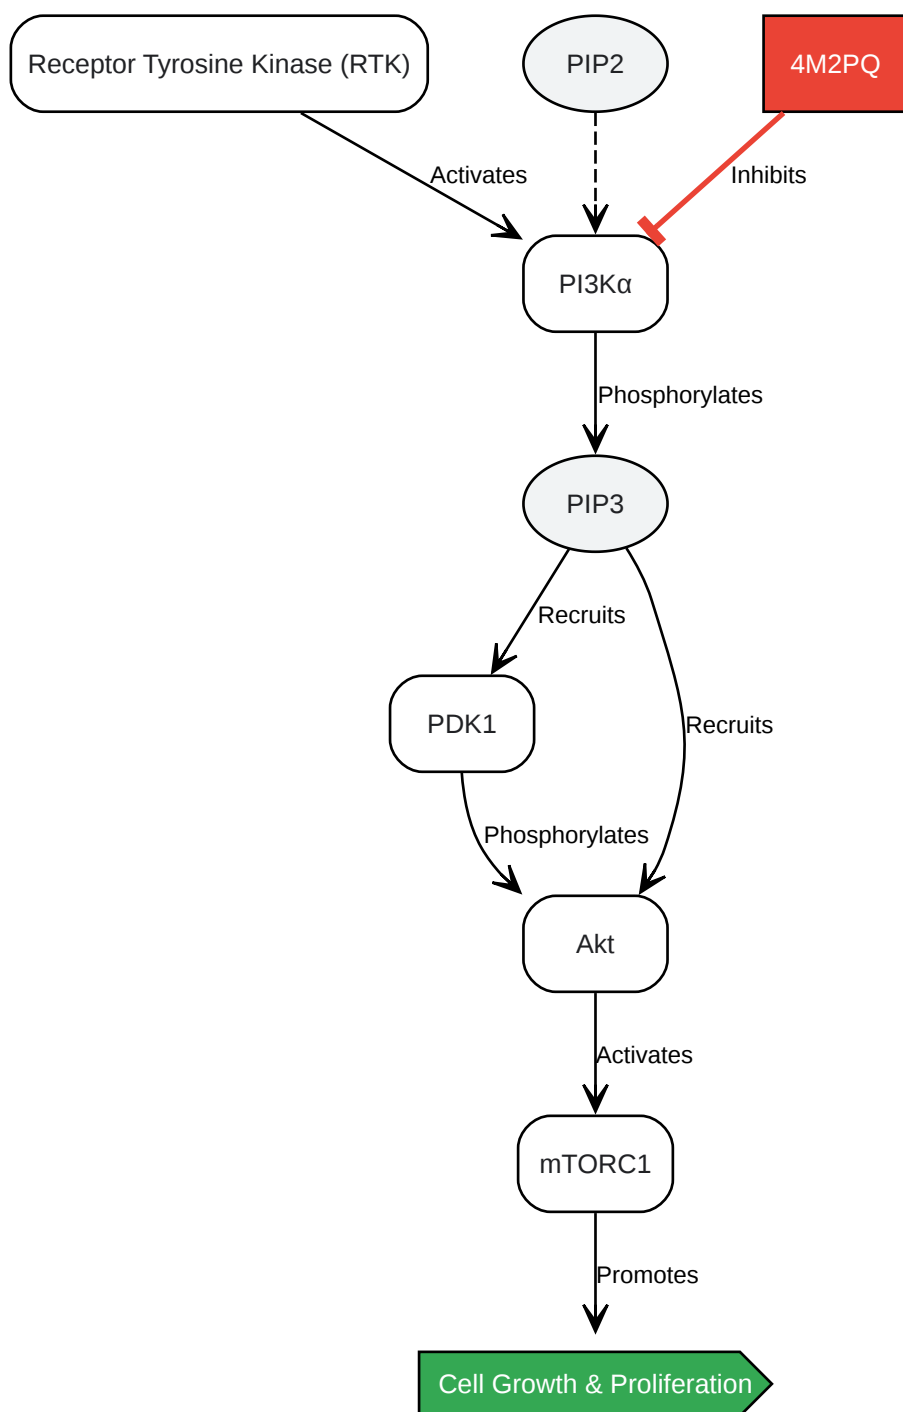 Receptor Tyrosine Kinase (RTK)
PIP2
4M2PQ
Activates
Inhibits
PI3Kα
Phosphorylates
PIP3
Recruits
PDK1
Recruits
Phosphorylates
Akt
Activates
mTORC1
Promotes
Cell Growth & Proliferation